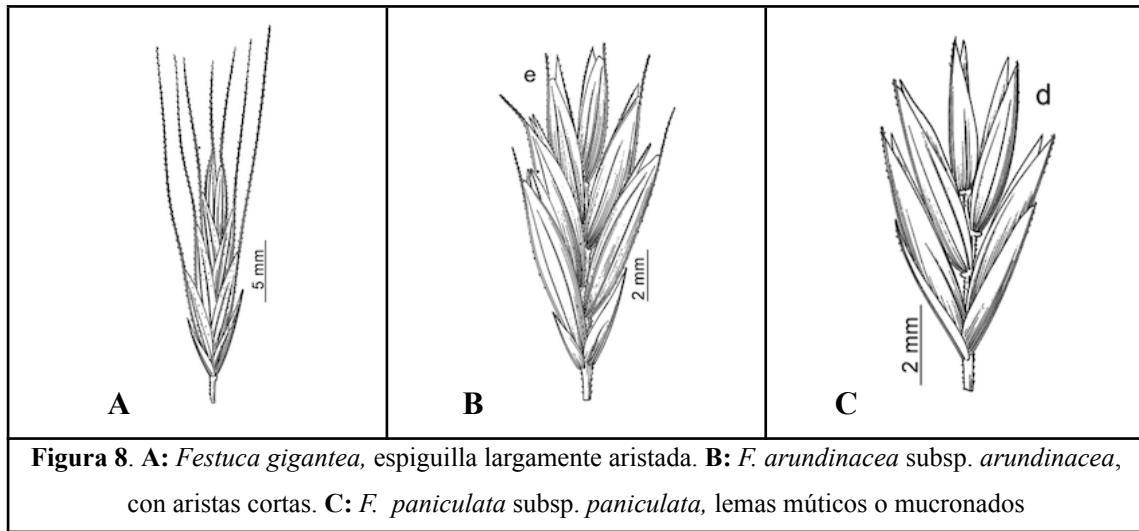 e
d
5 mm
2 mm
2 mm
A
B
C
Figura 8. A: Festuca gigantea, espiguilla largamente aristada. B: F. arundinacea subsp. arundinacea,
con aristas cortas. C: F. paniculata subsp. paniculata, lemas múticos o mucronados